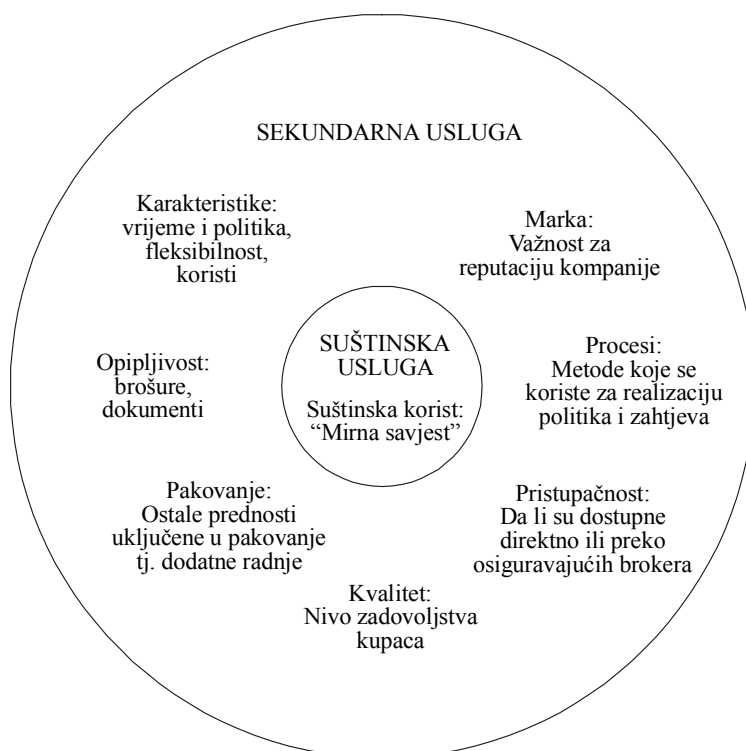 SEKUNDARNA USLUGA
Karakteristike:
vrijeme i politika,
fleksibilnost,
koristi
Marka:
Važnost za
reputaciju kompanije
SUŠTINSKA
USLUGA
Suštinska korist:
“Mirna savjest”
Opipljivost:
brošure,
dokumenti
Procesi:
Metode koje se
koriste za realizaciju
politika i zahtjeva
Pakovanje:
Ostale prednosti
uključene u pakovanje
tj. dodatne radnje
Pristupačnost:
Da li su dostupne
direktno ili preko
osiguravajućih brokera
Kvalitet:
Nivo zadovoljstva
kupaca